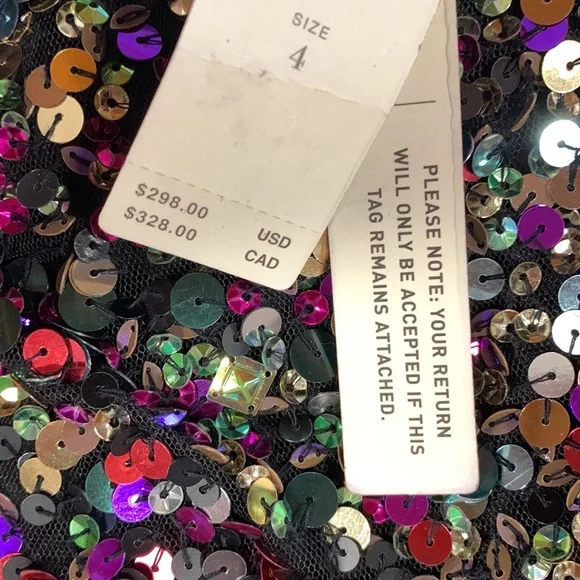 SIZE
4
$298.00 USD
$328.00 CAD
PLEASE NOTE: YOUR RETURN
WILL ONLY BE ACCEPTED IF THIS
TAG REMAINS ATTACHED.